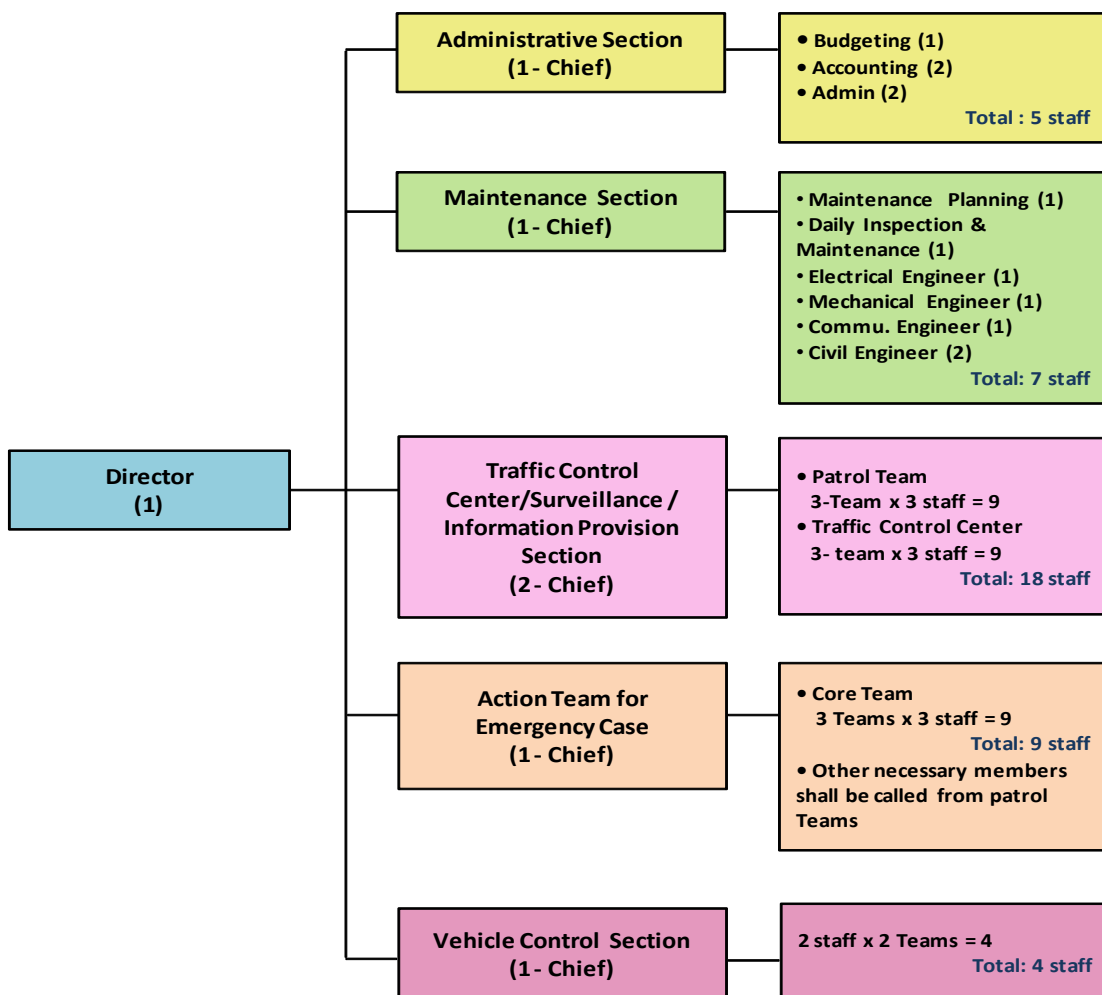 Administrative Section
(1- Chief)
• Budgeting (1)
• Accounting (2)
• Admin (2)
Total : 5 staff
Maintenance Section
(1- Chief)
• Maintenance Planning (1)
• Daily Inspection &
Maintenance (1)
• Electrical Engineer (1)
• Mechanical Engineer (1)
• Commu. Engineer (1)
• Civil Engineer (2)
Total: 7 staff
Director
(1)
Traffic Control
Center/Surveillance /
Information Provision
Section
(2- Chief)
• Patrol Team
3-Team x 3 staff = 9
• Traffic Control Center
3- team x 3 staff = 9
Total: 18 staff
Action Team for
Emergency Case
(1- Chief)
• Core Team
3 Teams x 3 staff = 9
Total: 9 staff
• Other necessary members
shall be called from patrol
Teams
Vehicle Control Section
(1- Chief)
2 staff x 2 Teams = 4
Total: 4 staff